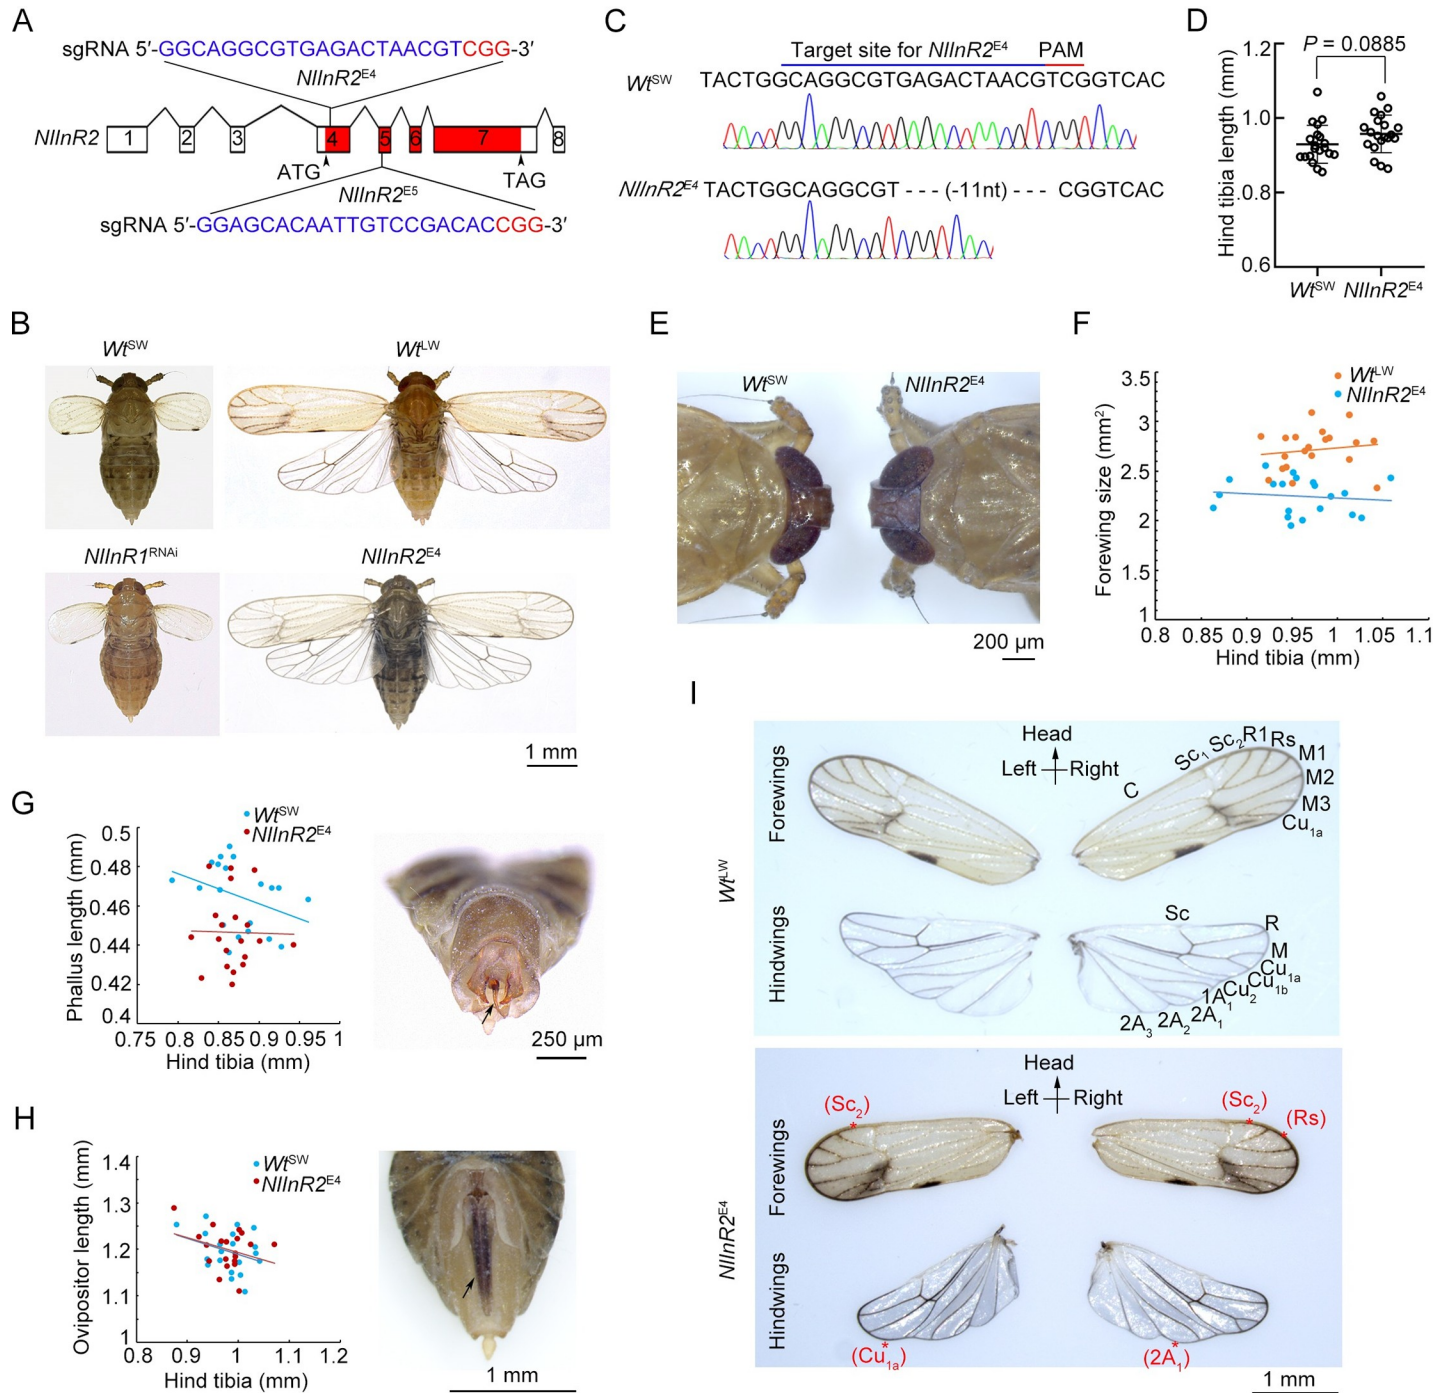 A
sgRNA 5′-GGCAGGCGTGAGACTAACGTCGG-3′
NlInR2E4
NlInR2 1 2 3 4 5 6 7 8
ATG
TAG
NlInR2E5
sgRNA 5′-GGAGCACAATTGTCCGACACCGG-3′
C
Target site for NlInR2E4 PAM
WtSW TACTGGCAGGCGTGAGACTAACGTCGGTCAC
NlInR2E4 TACTGGCAGGCGT - - - (-11nt) - - - CGGTCAC
D
P = 0.0885
Hind tibia length (mm)
1.2
1.0
0.8
0.6
WtSW NlInR2E4
B
WtSW WtLW
NlInR1RNAi NlInR2E4
1 mm
E
WtSW NlInR2E4
200 µm
F
WtLW
NlInR2E4
Forewing size (mm2)
3.5
3
2.5
2
1.5
1
0.8 0.85 0.9 0.95 1 1.05 1.1
Hind tibia (mm)
G
WtSW
NlInR2E4
Phallus length (mm)
0.5
0.48
0.46
0.44
0.42
0.4
0.75 0.8 0.85 0.9 0.95 1
Hind tibia (mm)
250 µm
H
WtSW
NlInR2E4
Ovipositor length (mm)
1.4
1.3
1.2
1.1
1
0.8 0.9 1 1.1 1.2
Hind tibia (mm)
1 mm
I
WtLW
Forewings
Head
Left Right
C Sc1 Sc2 R1 Rs M1
M2
M3
Cu1a
Hindwings
Sc R
M
Cu1a
Cu1b
Cu2
1A1
2A1
2A2
2A3
NlInR2E4
Forewings
Head
Left Right
(Sc2) (Sc2) (Rs)
* * *
Hindwings
* *
(Cu1a) (2A1)
1 mm